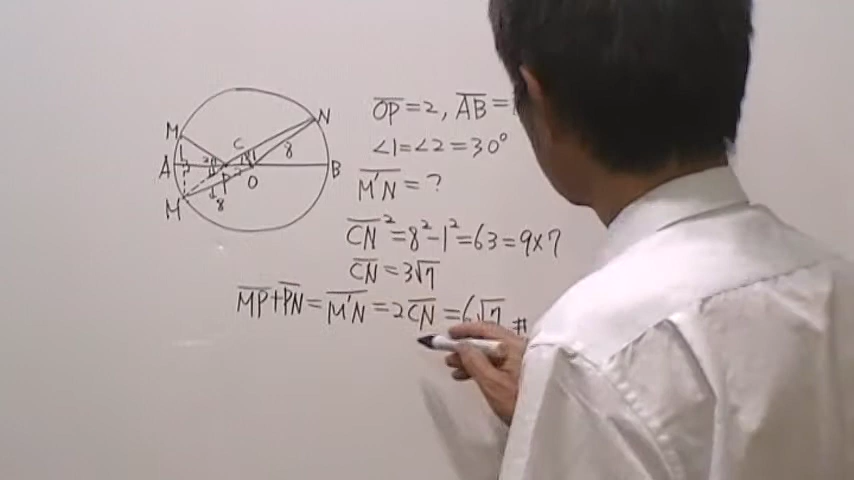 M
N
C
8
A
B
P
O
M'
8
OP=2, AB=
∠1=∠2=30°
M'N=?
CN²=8²-1²=63=9×7
CN=3√7
MP+PN=M'N=2CN=6√7 #